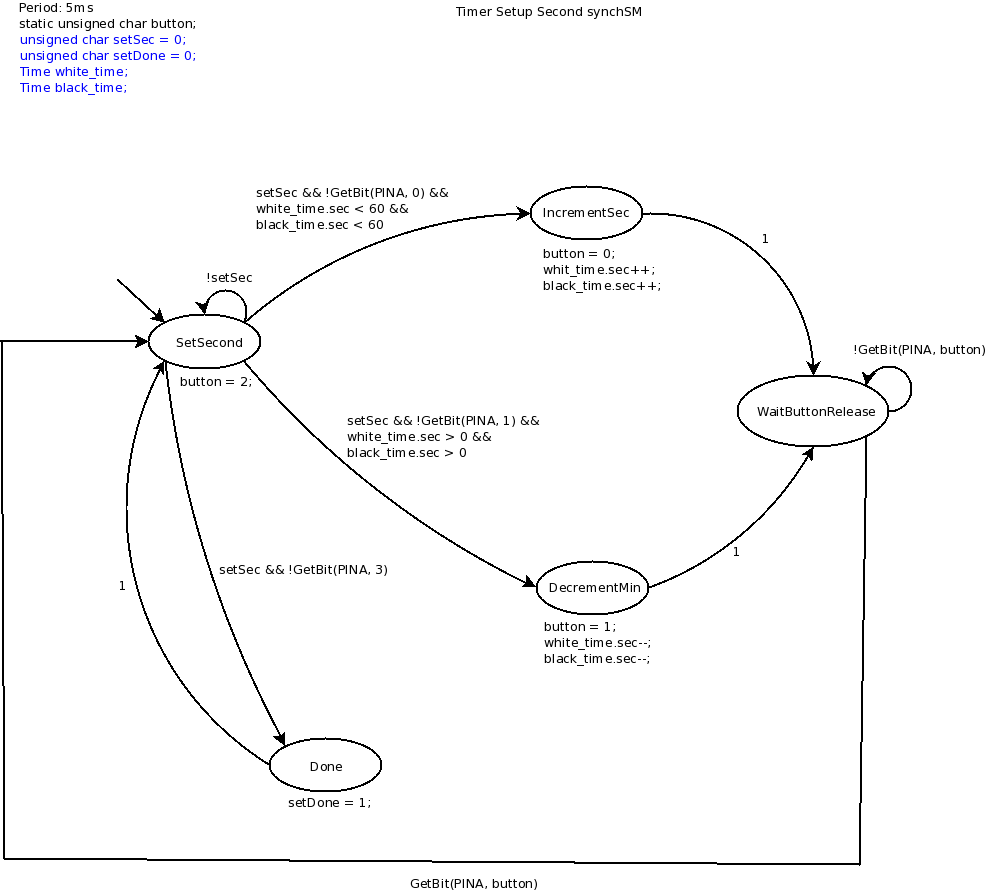 Period: 5ms
static unsigned char button;
unsigned char setSec = 0;
unsigned char setDone = 0;
Time white_time;
Time black_time;
Timer Setup Second synchSM
setSec && !GetBit(PINA, 0) &&
white_time.sec < 60 &&
black_time.sec < 60
IncrementSec
button = 0;
whit_time.sec++;
black_time.sec++;
1
!setSec
SetSecond
button = 2;
!GetBit(PINA, button)
WaitButtonRelease
setSec && !GetBit(PINA, 1) &&
white_time.sec > 0 &&
black_time.sec > 0
1
DecrementMin
button = 1;
white_time.sec--;
black_time.sec--;
setSec && !GetBit(PINA, 3)
1
Done
setDone = 1;
GetBit(PINA, button)